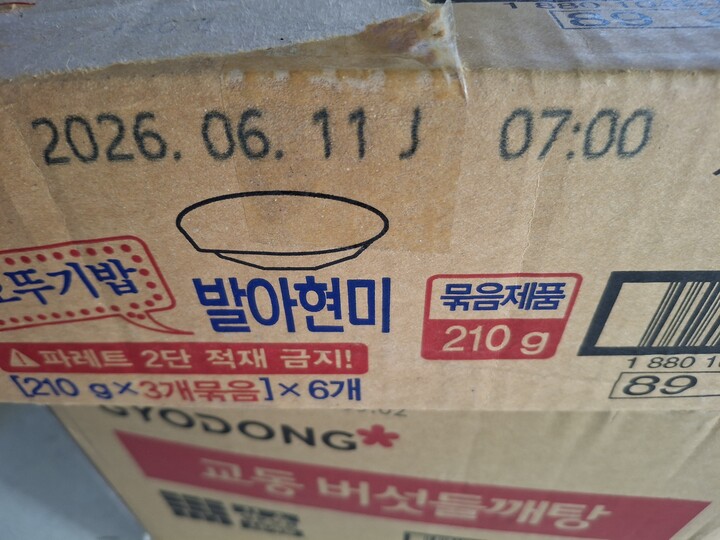 2026. 06. 11 J 07:00
뚜기밥
발아현미
묶음제품
210 g
파레트 2단 적재 금지!
[210 g×3개묶음]×6개
1 880
89
GYODONG
교동 버섯들깨탕